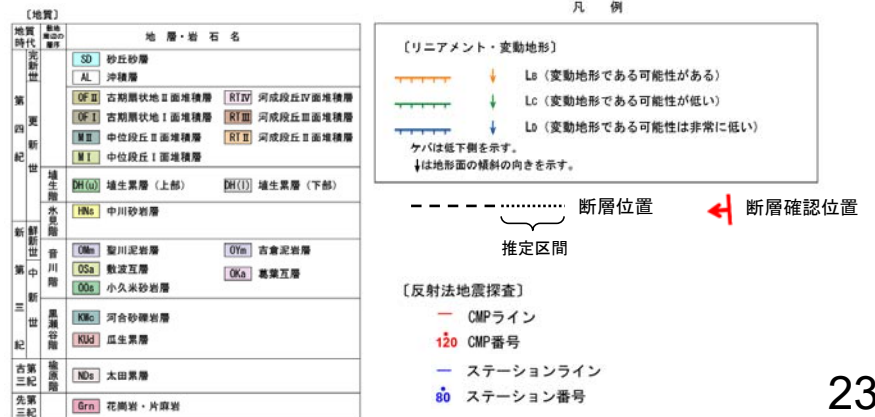 〔地質〕
地質時代
敷地周辺の層序
地層・岩石名
第四紀
完新世
SD 砂丘砂層
AL 沖積層
更新世
OFⅡ 古期扇状地Ⅱ面堆積層 RTⅣ 河成段丘Ⅳ面堆積層
OFⅠ 古期扇状地Ⅰ面堆積層 RTⅢ 河成段丘Ⅲ面堆積層
MⅡ 中位段丘Ⅱ面堆積層 RTⅡ 河成段丘Ⅱ面堆積層
MⅠ 中位段丘Ⅰ面堆積層
埴生階
DH(u) 埴生累層（上部） DH(l) 埴生累層（下部）
氷見階
HNs 中川砂岩層
新第三紀
鮮新世
中新世
音川階
OMm 聖川泥岩層 OYm 吉倉泥岩層
OSa 敷波互層 OKa 葛葉互層
OOs 小久米砂岩層
黒瀬谷階
KWc 河合砂礫岩層
KUd 瓜生累層
古第三紀
楡原階
NDs 太田累層
先第三紀
Grn 花崗岩・片麻岩
凡 例
〔リニアメント・変動地形〕
LB（変動地形である可能性がある）
LC（変動地形である可能性が低い）
LD（変動地形である可能性は非常に低い）
ケバは低下側を示す。
↓は地形面の傾斜の向きを示す。
断層位置 断層確認位置
推定区間
〔反射法地震探査〕
CMPライン
120 CMP番号
ステーションライン
80 ステーション番号
23